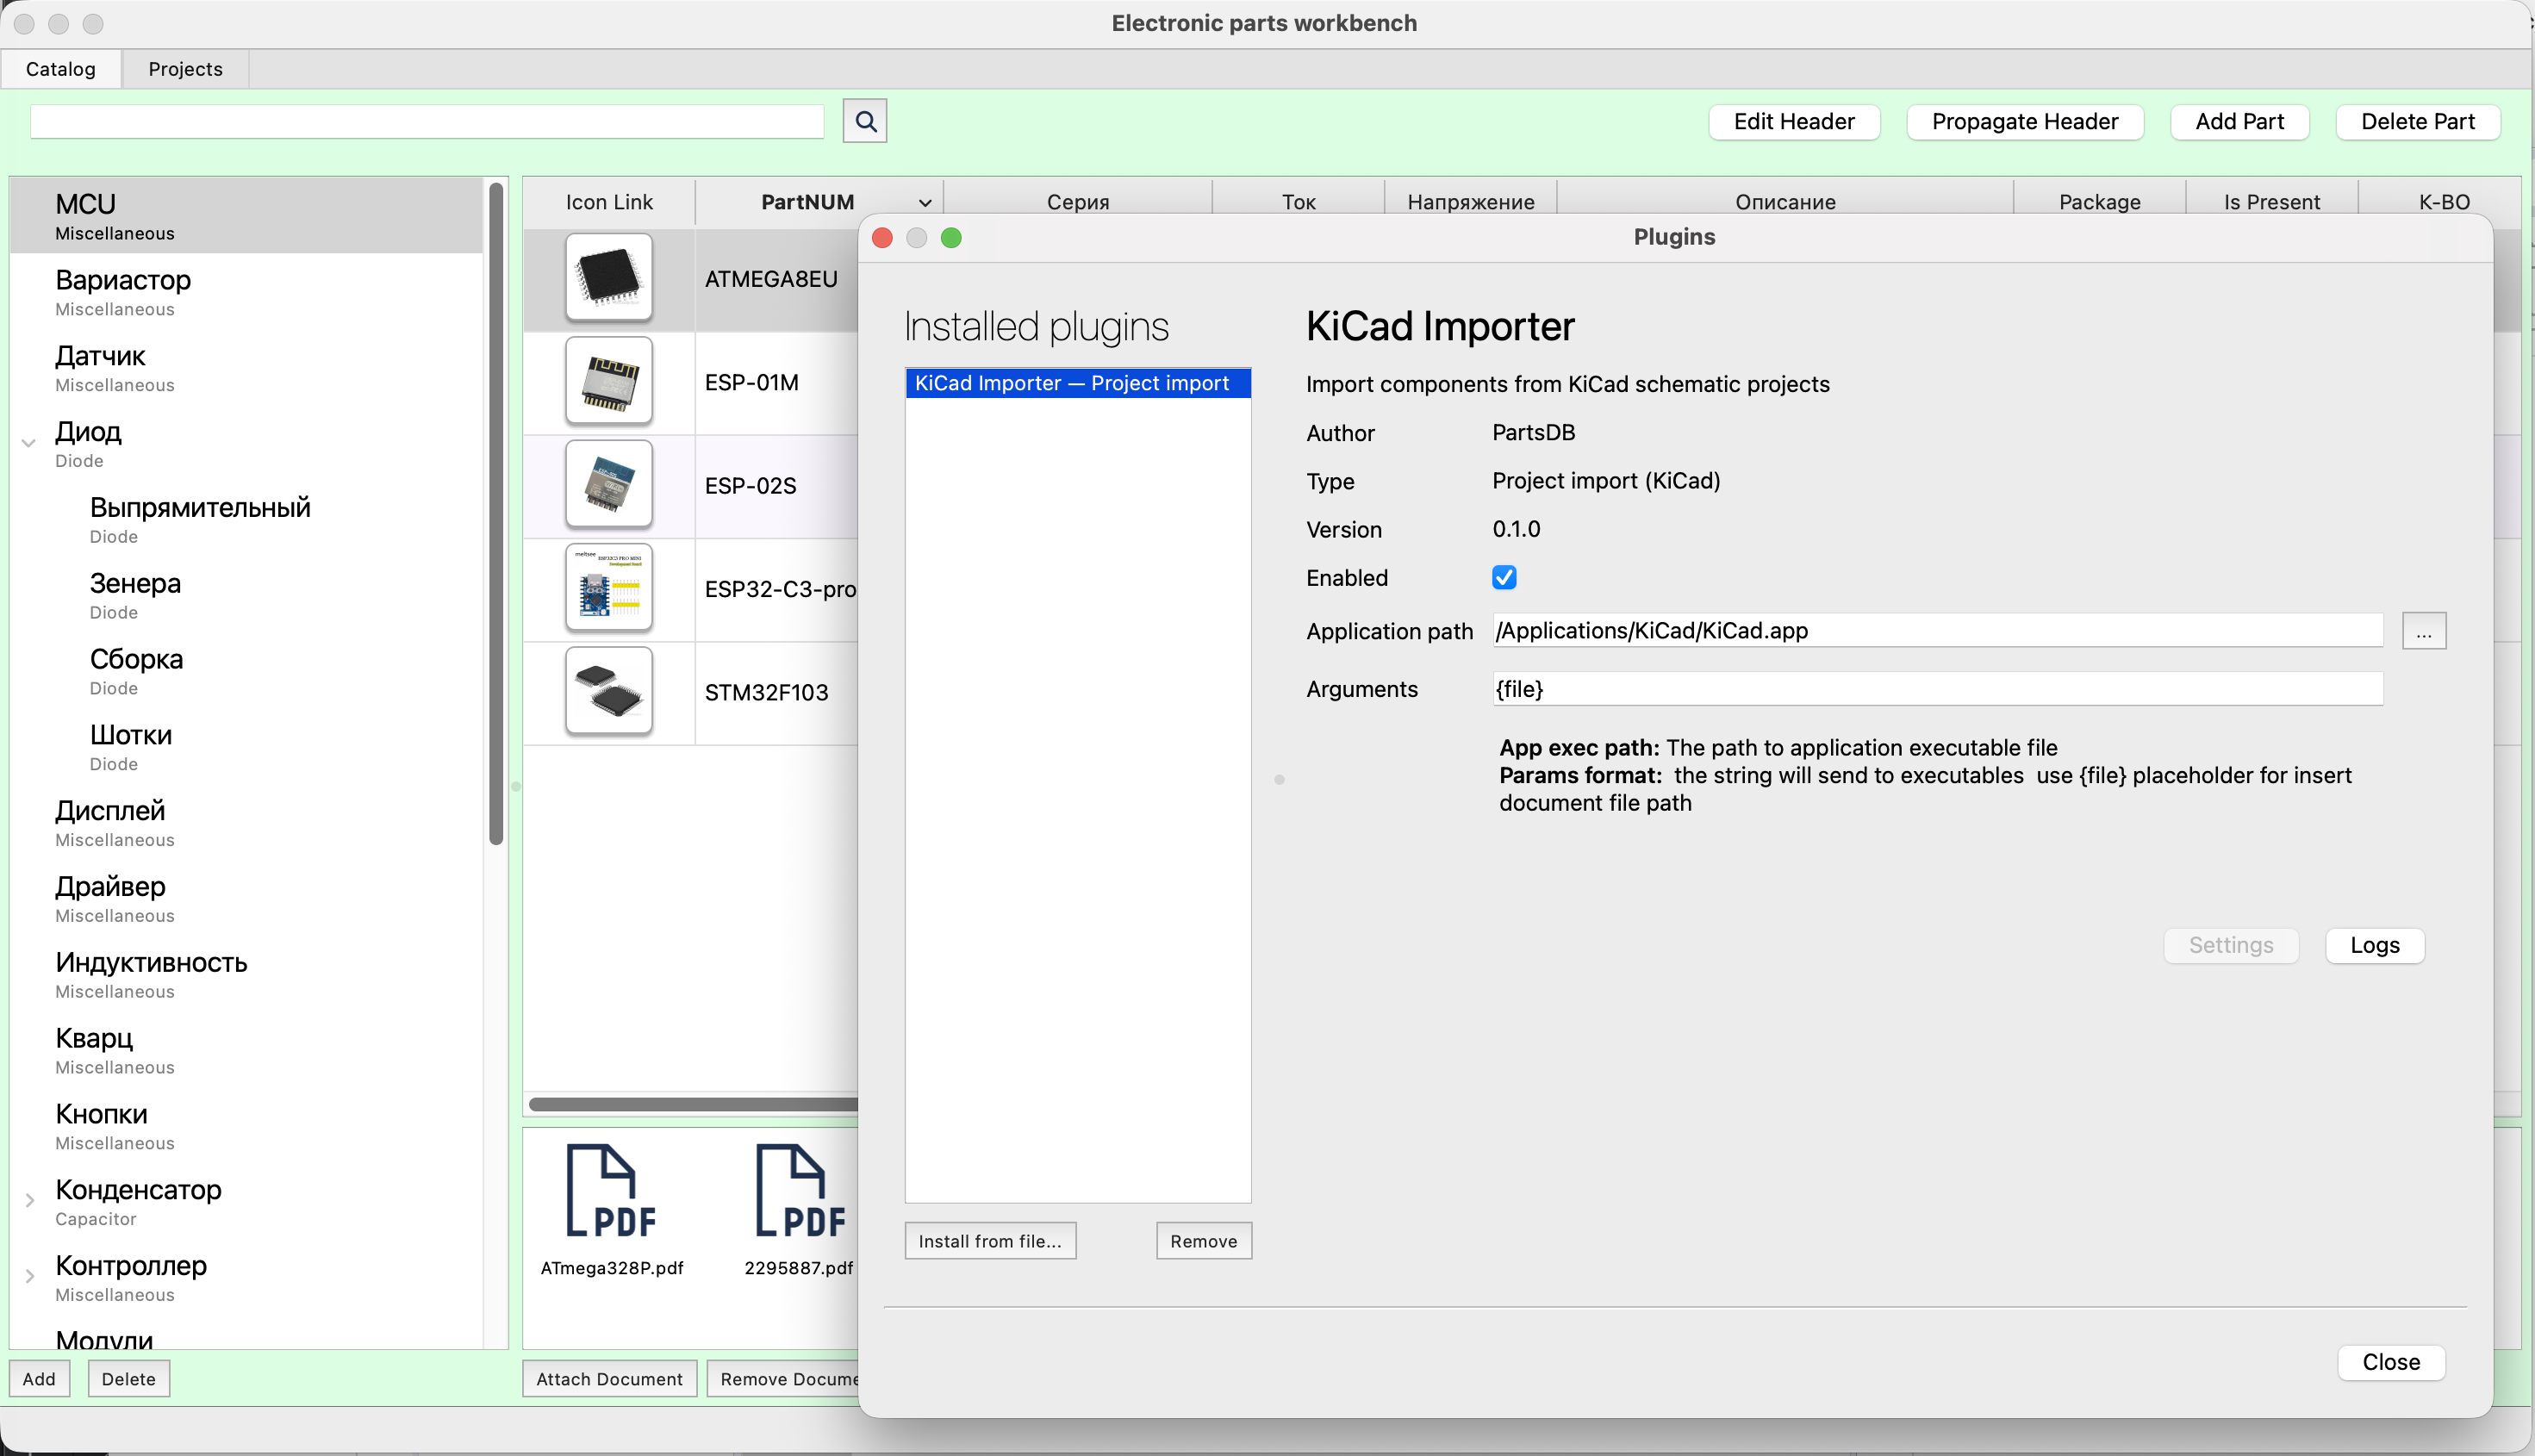 Electronic parts workbench
Catalog
Projects
Edit Header
Propagate Header
Add Part
Delete Part
MCU
Miscellaneous
Вариастор
Miscellaneous
Датчик
Miscellaneous
Диод
Diode
Выпрямительный
Diode
Зенера
Diode
Сборка
Diode
Шотки
Diode
Дисплей
Miscellaneous
Драйвер
Miscellaneous
Индуктивность
Miscellaneous
Кварц
Miscellaneous
Кнопки
Miscellaneous
Конденсатор
Capacitor
Контроллер
Miscellaneous
Модули
Add
Delete
Icon Link
PartNUM
Серия
Ток
Напряжение
Описание
Package
Is Present
К-ВО
ATMEGA8EU
ESP-01M
ESP-02S
ESP32-C3-pro
STM32F103
PDF
PDF
ATmega328P.pdf
2295887.pdf
Attach Document
Remove Docume
Plugins
Installed plugins
KiCad Importer — Project import
Install from file...
Remove
KiCad Importer
Import components from KiCad schematic projects
Author
PartsDB
Type
Project import (KiCad)
Version
0.1.0
Enabled
Application path
/Applications/KiCad/KiCad.app
...
Arguments
{file}
App exec path: The path to application executable file
Params format:  the string will send to executables  use {file} placeholder for insert
document file path
Settings
Logs
Close